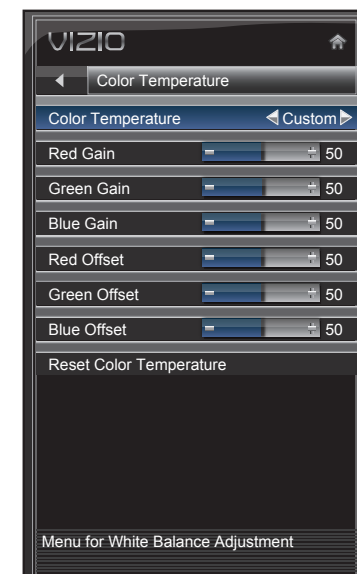 VIZIO
Color Temperature
Color Temperature Custom
Red Gain 50
Green Gain 50
Blue Gain 50
Red Offset 50
Green Offset 50
Blue Offset 50
Reset Color Temperature
Menu for White Balance Adjustment